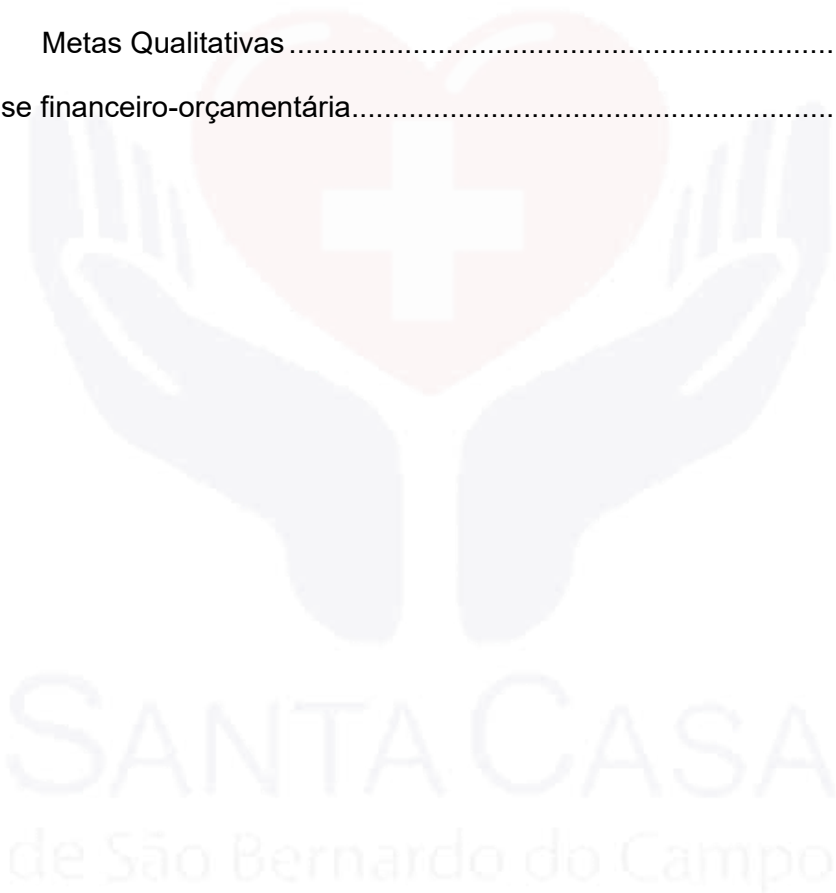 Metas Qualitativas..................................................................
se financeiro-orçamentária..........................................................
SANTA CASA
de São Bernardo do Campo